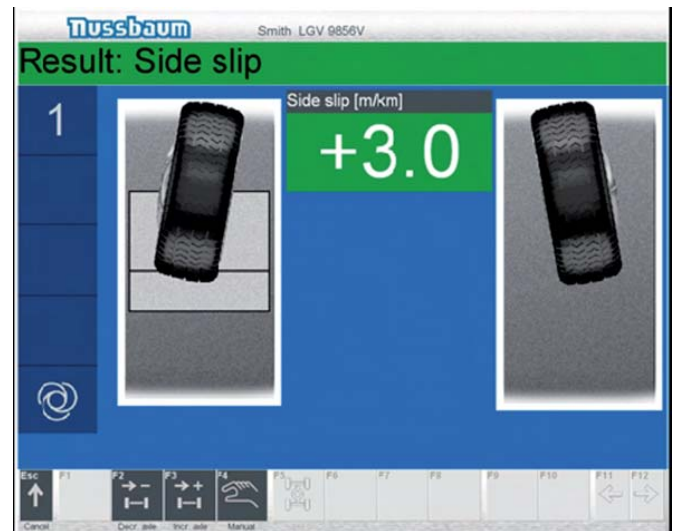 Nussbaum Smith LGV 9856V
Result: Side slip
1
Side slip [m/km]
+3.0
Esc F1 F2 F3 F4 F5 F6 F7 F8 F9 F10 F11 F12
Cancel Decr. axle Incr. axle Manual